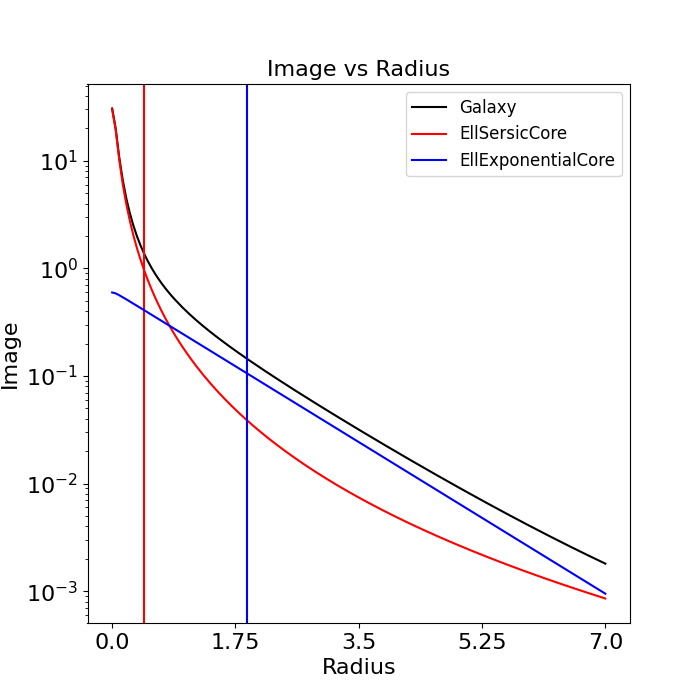 Image vs Radius
Galaxy
EllSersicCore
EllExponentialCore
Image
10¹
10⁰
10⁻¹
10⁻²
10⁻³
0.0 1.75 3.5 5.25 7.0
Radius